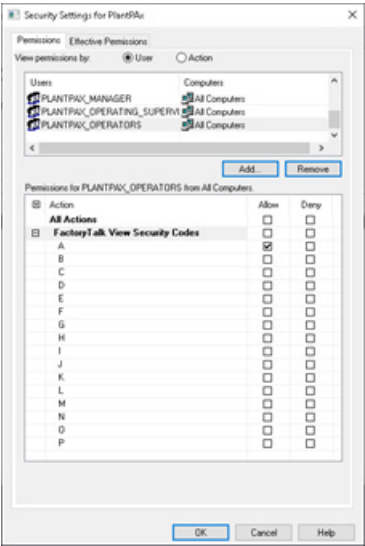 Security Settings for PlantPAx
Permissions Effective Permissions
View permissions by: User Action
Users Computers
PLANTPAX_MANAGER All Computers
PLANTPAX_OPERATING_SUPERVI All Computers
PLANTPAX_OPERATORS All Computers
Add... Remove
Permissions for PLANTPAX_OPERATORS from All Computers.
Action Allow Deny
All Actions
FactoryTalk View Security Codes
A
B
C
D
E
F
G
H
I
J
K
L
M
N
O
P
OK Cancel Help